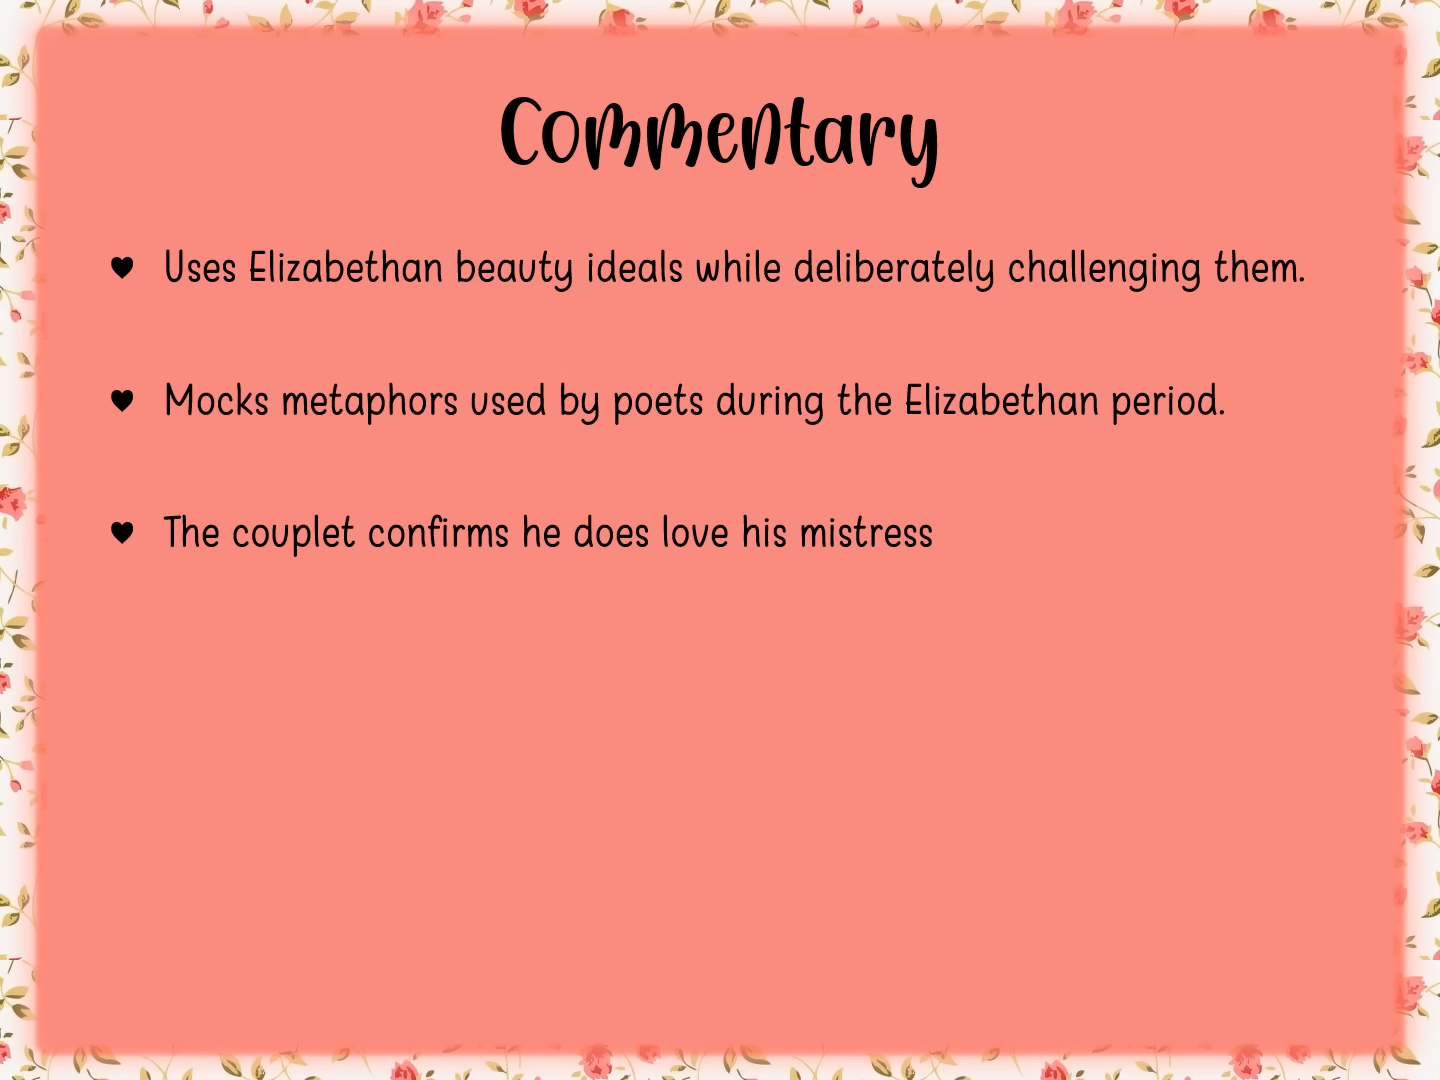 Commentary
♥ Uses Elizabethan beauty ideals while deliberately challenging them.
♥ Mocks metaphors used by poets during the Elizabethan period.
♥ The couplet confirms he does love his mistress